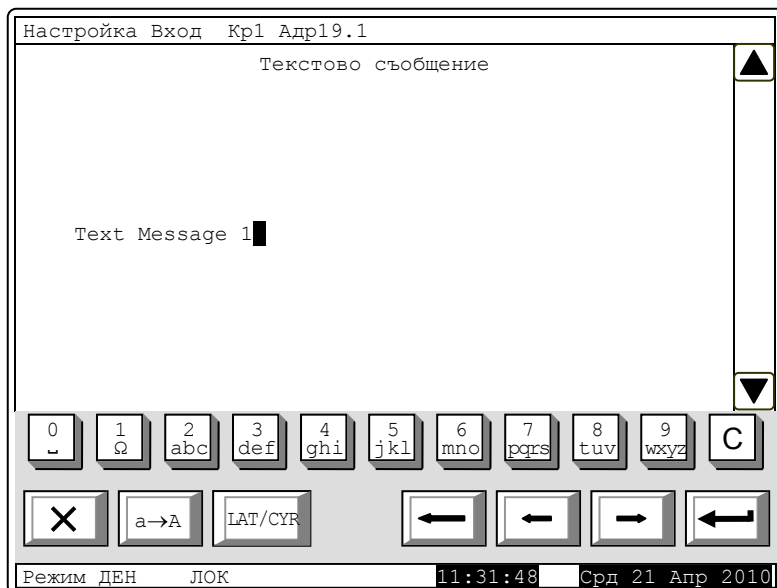 Настройка Вход Кр1 Адр19.1
Текстово съобщение
Text Message 1
0 1 2 3 4 5 6 7 8 9 C
␣ Ω abc def ghi jkl mno pqrs tuv wxyz
a→A LAT/CYR
Режим ДЕН ЛОК 11:31:48 Срд 21 Апр 2010